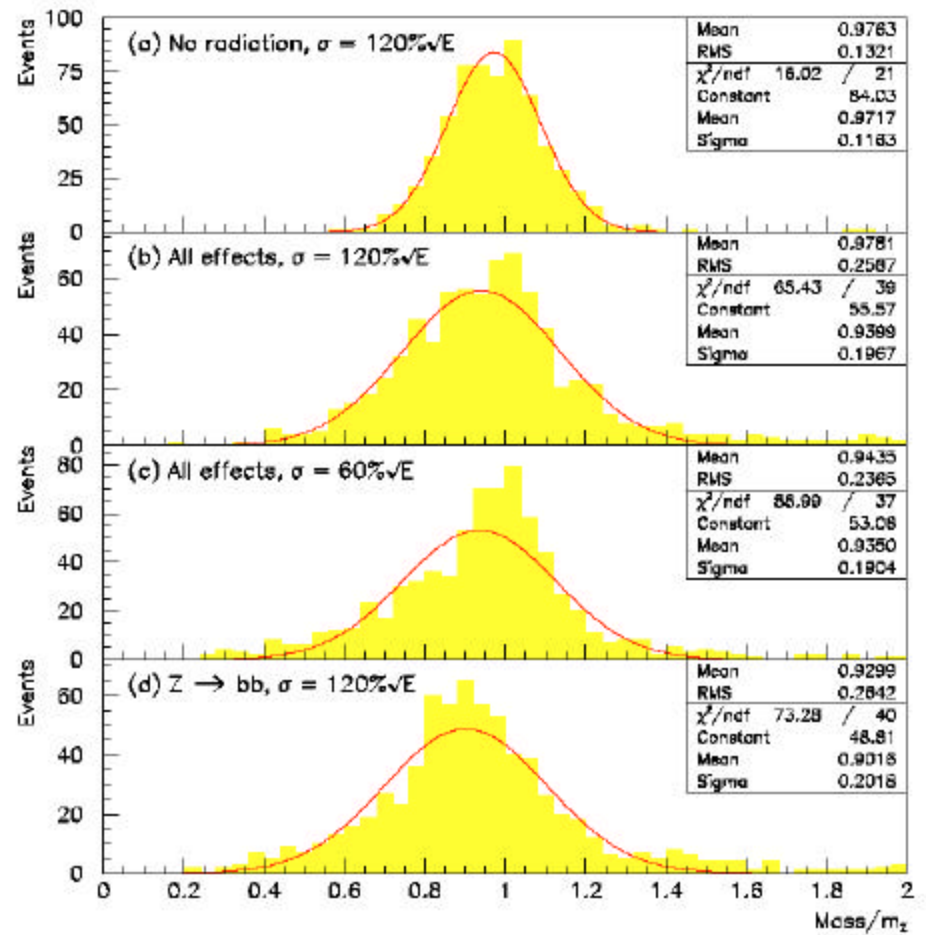 Events
100
75
50
25
0
(a) No radiation, σ = 120%√E
Mean 0.9763
RMS 0.1321
χ²/ndf 16.02 / 21
Constant 84.03
Mean 0.9717
Sigma 0.1163
Events
60
40
20
0
(b) All effects, σ = 120%√E
Mean 0.9781
RMS 0.2587
χ²/ndf 65.43 / 39
Constant 55.57
Mean 0.9399
Sigma 0.1967
Events
80
60
40
20
0
(c) All effects, σ = 60%√E
Mean 0.9435
RMS 0.2365
χ²/ndf 88.99 / 37
Constant 53.08
Mean 0.9350
Sigma 0.1904
Events
60
40
20
0
(d) Z → bb, σ = 120%√E
Mean 0.9299
RMS 0.2842
χ²/ndf 73.28 / 40
Constant 48.81
Mean 0.9018
Sigma 0.2018
0 0.2 0.4 0.6 0.8 1 1.2 1.4 1.6 1.8 2
Mass/m_z